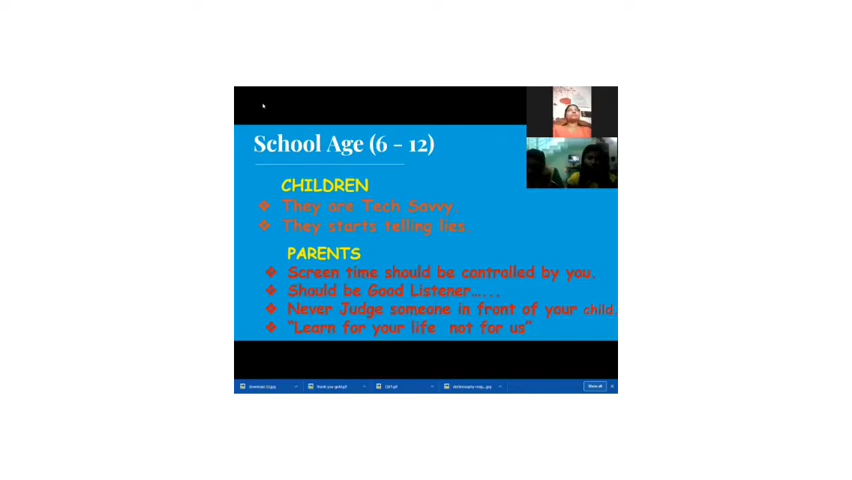 School Age (6 - 12)
CHILDREN
❖ They are Tech Savvy.
❖ They starts telling lies.
PARENTS
❖ Screen time should be controlled by you.
❖ Should be Good Listener…...
❖ Never Judge someone in front of your child
❖ "Learn for your life not for us"
Show all